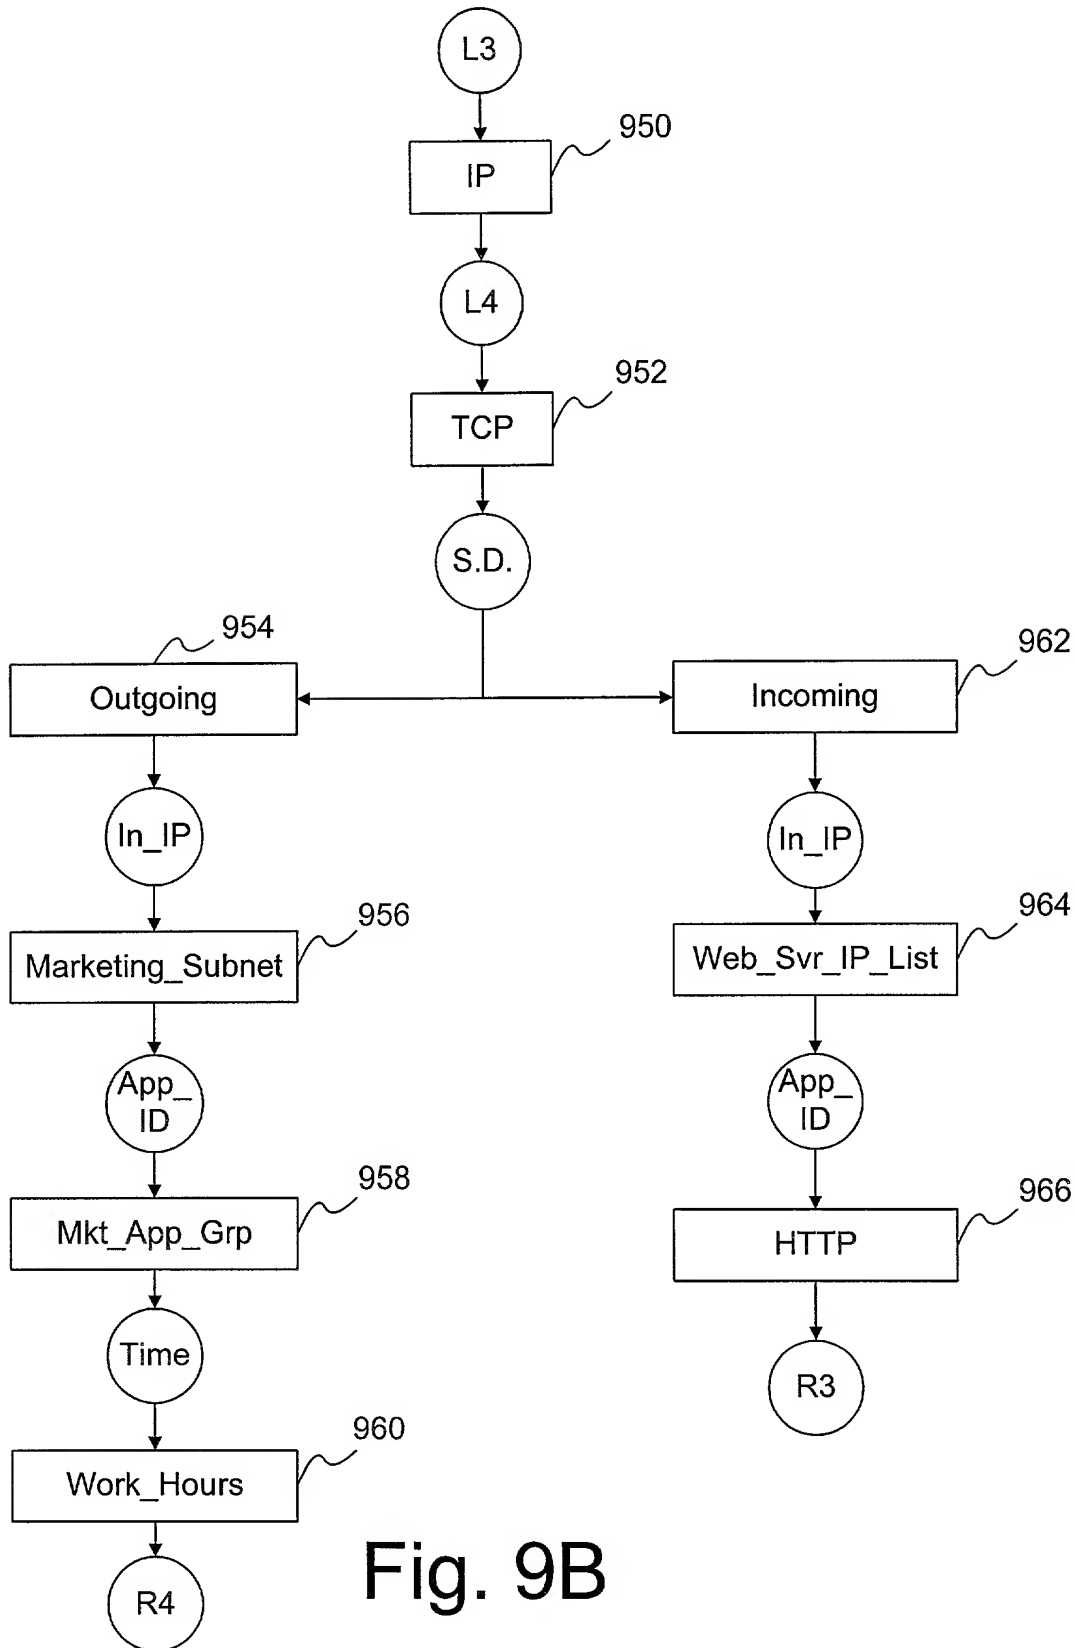 L3
950
IP
L4
952
TCP
S.D.
954
Outgoing
962
Incoming
In_IP
In_IP
956
Marketing_Subnet
964
Web_Svr_IP_List
App_
ID
App_
ID
958
Mkt_App_Grp
966
HTTP
Time
R3
960
Work_Hours
R4
Fig. 9B